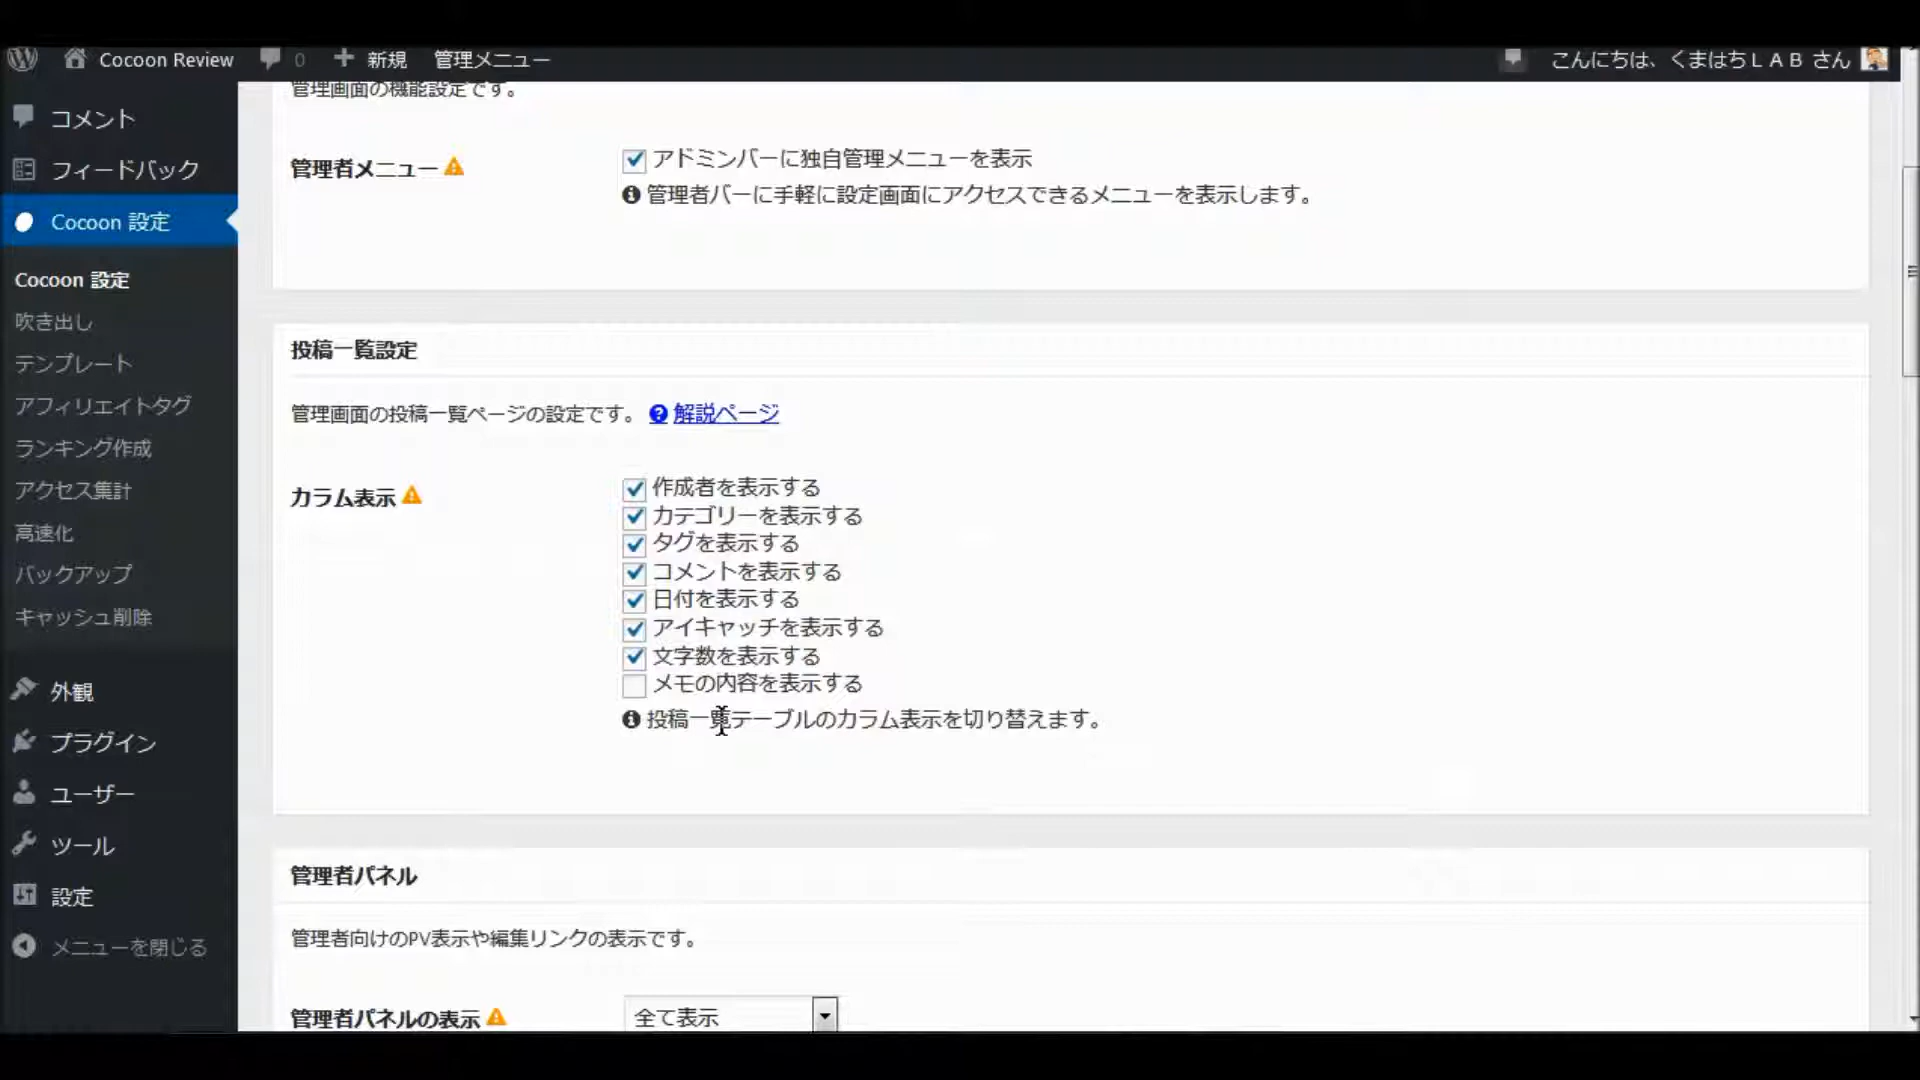 Cocoon Review 0 新規 管理メニュー こんにちは、くまはちＬＡＢ さん
コメント
フィードバック
Cocoon 設定
Cocoon 設定
吹き出し
テンプレート
アフィリエイトタグ
ランキング作成
アクセス集計
高速化
バックアップ
キャッシュ削除
外観
プラグイン
ユーザー
ツール
設定
メニューを閉じる
管理画面の機能設定です。
管理者メニュー
アドミンバーに独自管理メニューを表示
管理者バーに手軽に設定画面にアクセスできるメニューを表示します。
投稿一覧設定
管理画面の投稿一覧ページの設定です。 解説ページ
カラム表示
作成者を表示する
カテゴリーを表示する
タグを表示する
コメントを表示する
日付を表示する
アイキャッチを表示する
文字数を表示する
メモの内容を表示する
投稿一覧テーブルのカラム表示を切り替えます。
管理者パネル
管理者向けのPV表示や編集リンクの表示です。
管理者パネルの表示
全て表示